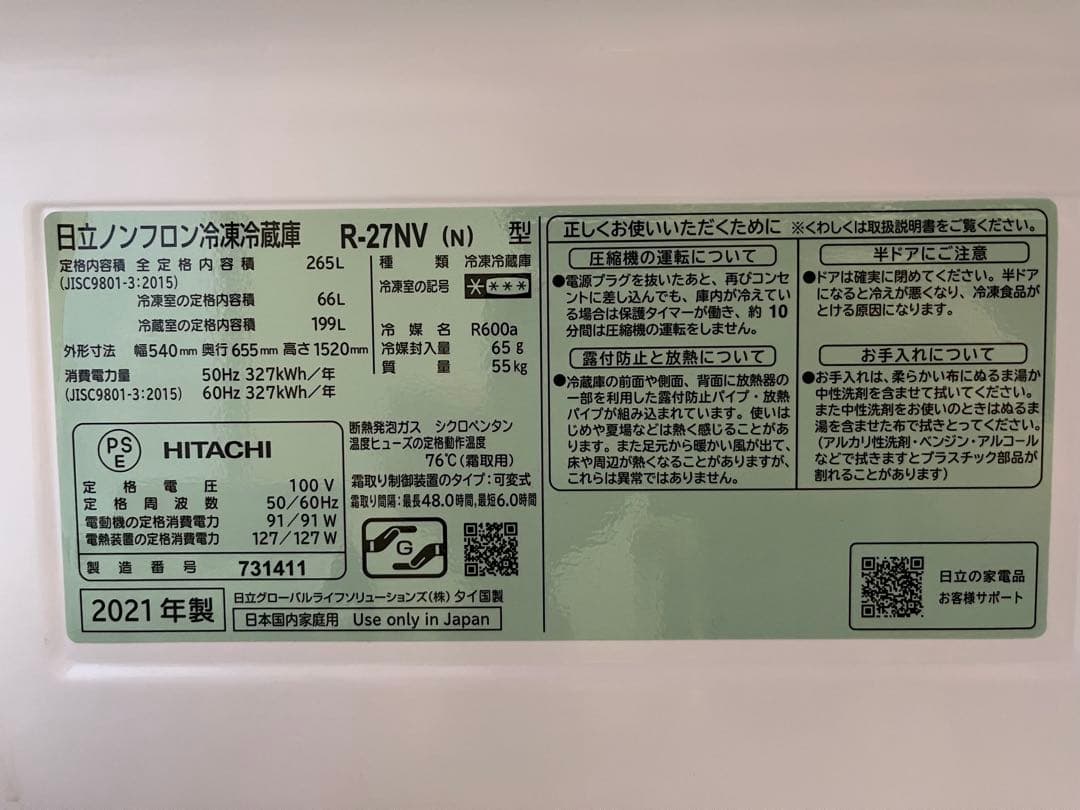 日立ノンフロン冷凍冷蔵庫 R-27NV (N) 型
定格内容積 全定格内容積 265L
(JISC9801-3:2015)
冷凍室の定格内容積 66L
冷蔵室の定格内容積 199L
外形寸法 幅540mm 奥行655mm 高さ1520mm
消費電力量 50Hz 327kWh/年
(JISC9801-3:2015) 60Hz 327kWh/年
種類 冷凍冷蔵庫
冷凍室の記号 * ***
冷媒名 R600a
冷媒封入量 65g
質量 55kg
PSE HITACHI
定格電圧 100V
定格周波数 50/60Hz
電動機の定格消費電力 91/91W
電熱装置の定格消費電力 127/127W
製造番号 731411
断熱発泡ガス シクロペンタン
温度ヒューズの定格動作温度
76℃(霜取用)
霜取り制御装置のタイプ:可変式
霜取り間隔:最長48.0時間,最短6.0時間
G
2021年製
日立グローバルライフソリューションズ(株) タイ国製
日本国内家庭用 Use only in Japan
正しくお使いいただくために ※くわしくは取扱説明書をご覧ください。
圧縮機の運転について
●電源プラグを抜いたあと、再びコンセ
ントに差し込んでも、庫内が冷えてい
る場合は保護タイマーが働き、約10
分間は圧縮機の運転をしません。
露付防止と放熱について
●冷蔵庫の前面や側面、背面に放熱器の
一部を利用した露付防止パイプ・放熱
パイプが組み込まれています。使いは
じめや夏場などは熱く感じることがあ
ります。また足元から暖かい風が出て、
床や周辺が熱くなることがありますが、
これらは異常ではありません。
半ドアにご注意
●ドアは確実に閉めてください。半ドア
になると冷えが悪くなり、冷凍食品が
とける原因になります。
お手入れについて
●お手入れは、柔らかい布にぬるま湯か
中性洗剤を含ませて拭いてください。
また中性洗剤をお使いのときはぬるま
湯を含ませた布で拭きとってください。
(アルカリ性洗剤・ベンジン・アルコール
などで拭きますとプラスチック部品が
割れることがあります)
日立の家電品
お客様サポート